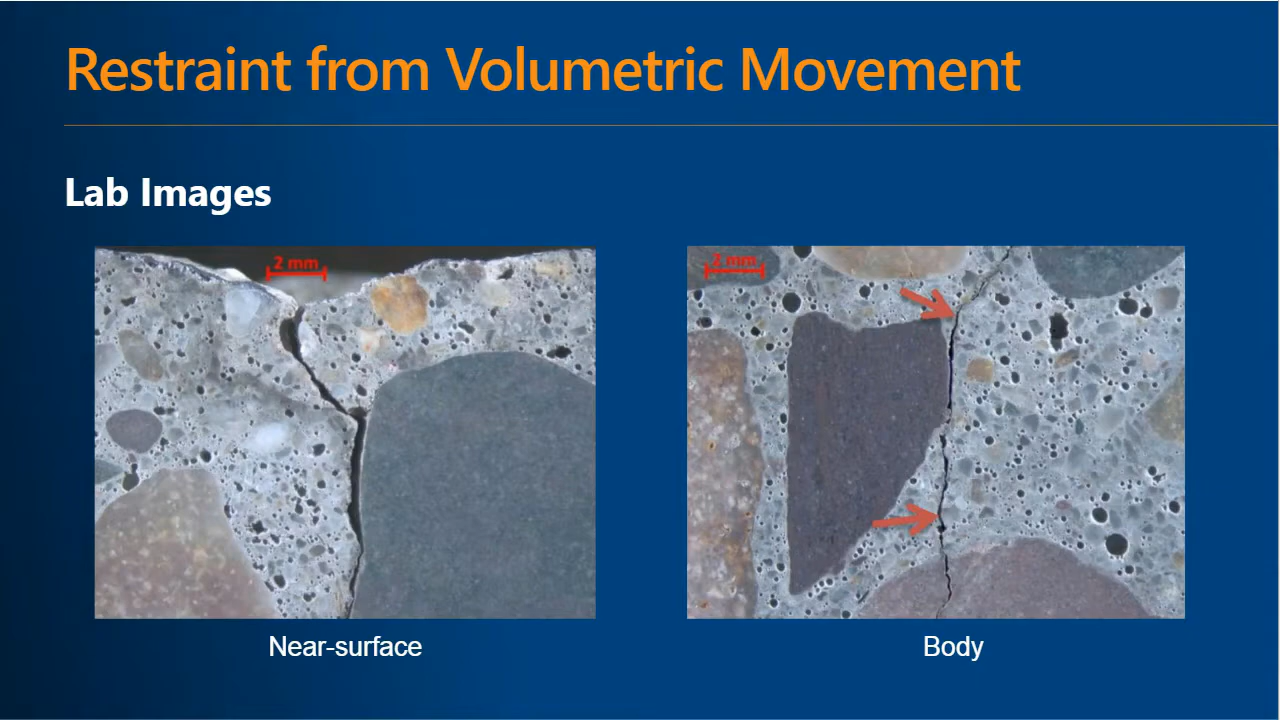 Restraint from Volumetric Movement
Lab Images
2 mm
2 mm
Near-surface
Body